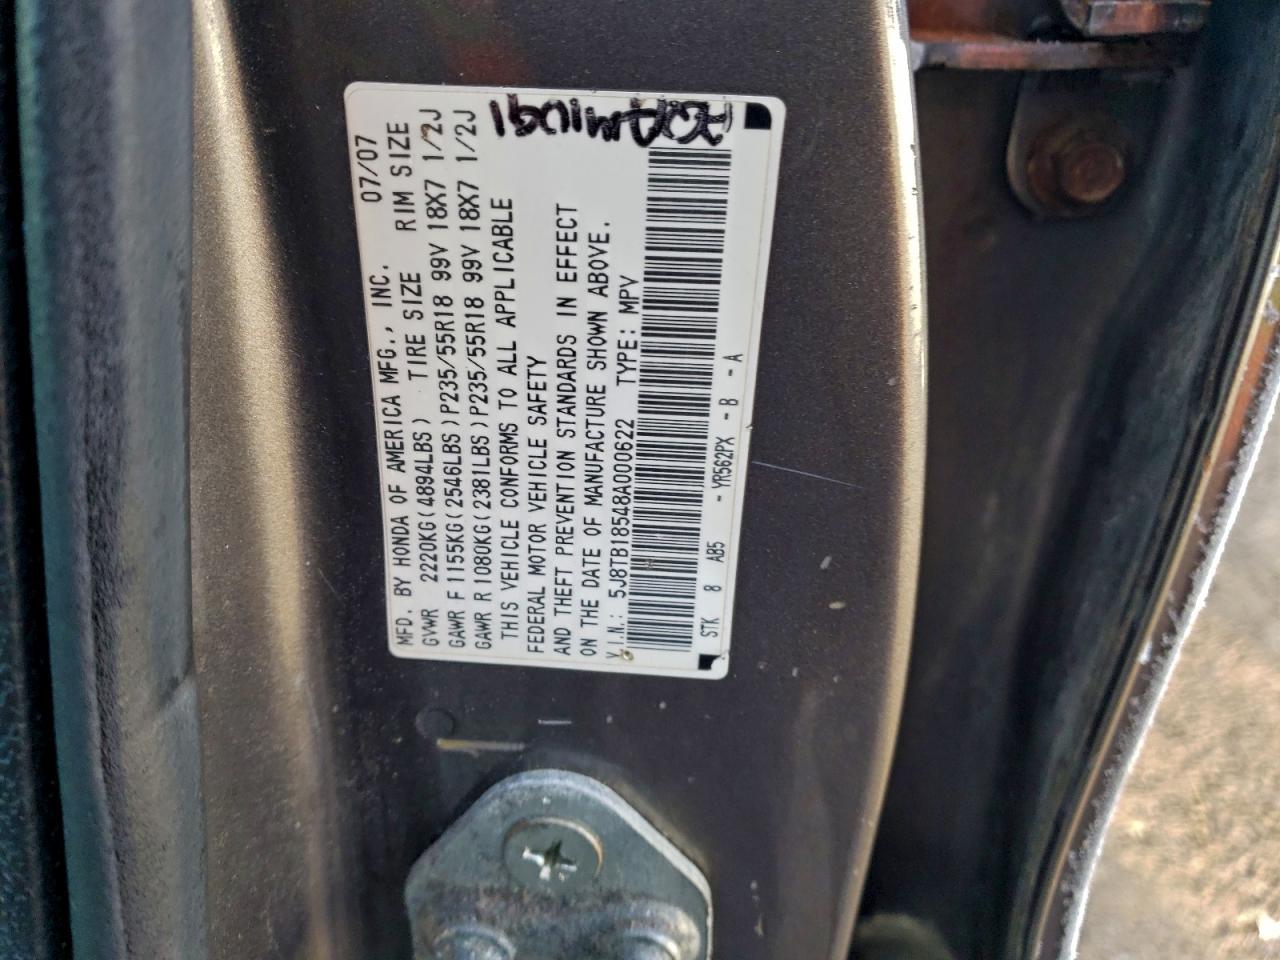 MFD. BY HONDA OF AMERICA MFG., INC. 07/07
GVWR 2220KG(4894LBS) TIRE SIZE RIM SIZE
GAWR F 1155KG(2546LBS) P235/55R18 99V 18X7 1/2J
GAWR R 1080KG(2381LBS) P235/55R18 99V 18X7 1/2J
THIS VEHICLE CONFORMS TO ALL APPLICABLE
FEDERAL MOTOR VEHICLE SAFETY
AND THEFT PREVENTION STANDARDS IN EFFECT
ON THE DATE OF MANUFACTURE SHOWN ABOVE.
V.I.N.: 5J8TB18548A000622 TYPE: MPV
STK 8 AB5 - YR562PX - B - A